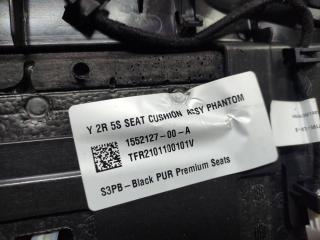 Y 2R 5S SEAT CUSHION ASSY PHANTOM
1552127-00-A
TFR2101100101V
S3PB-Black PUR Premium Seats